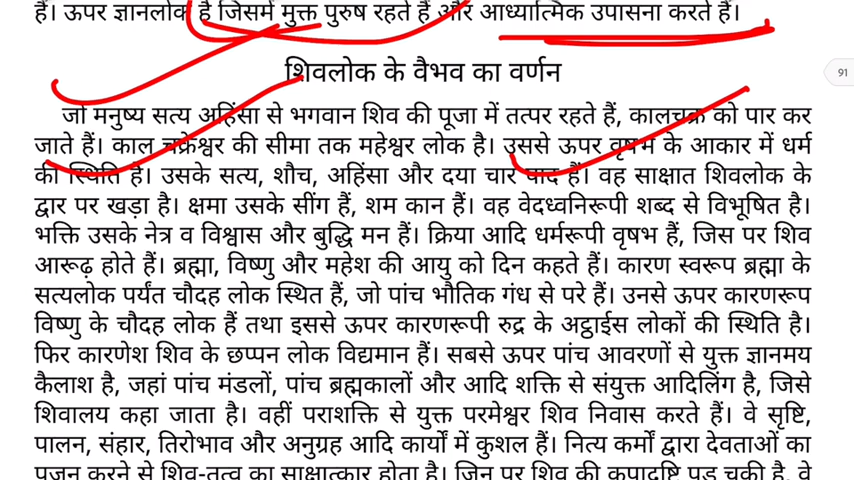 हैं। ऊपर ज्ञानलोक है जिसमें मुक्त पुरुष रहते हैं और आध्यात्मिक उपासना करते हैं।
शिवलोक के वैभव का वर्णन
91
जो मनुष्य सत्य अहिंसा से भगवान शिव की पूजा में तत्पर रहते हैं, कालचक्र को पार कर
जाते हैं। काल चक्रेश्वर की सीमा तक महेश्वर लोक है। उससे ऊपर वृषभ के आकार में धर्म
की स्थिति है। उसके सत्य, शौच, अहिंसा और दया चार पाद हैं। वह साक्षात शिवलोक के
द्वार पर खड़ा है। क्षमा उसके सींग हैं, शम कान हैं। वह वेदध्वनिरूपी शब्द से विभूषित है।
भक्ति उसके नेत्र व विश्वास और बुद्धि मन हैं। क्रिया आदि धर्मरूपी वृषभ हैं, जिस पर शिव
आरूढ़ होते हैं। ब्रह्मा, विष्णु और महेश की आयु को दिन कहते हैं। कारण स्वरूप ब्रह्मा के
सत्यलोक पर्यंत चौदह लोक स्थित हैं, जो पांच भौतिक गंध से परे हैं। उनसे ऊपर कारणरूप
विष्णु के चौदह लोक हैं तथा इससे ऊपर कारणरूपी रुद्र के अट्ठाईस लोकों की स्थिति है।
फिर कारणेश शिव के छप्पन लोक विद्यमान हैं। सबसे ऊपर पांच आवरणों से युक्त ज्ञानमय
कैलाश है, जहां पांच मंडलों, पांच ब्रह्मकालों और आदि शक्ति से संयुक्त आदिलिंग है, जिसे
शिवालय कहा जाता है। वहीं पराशक्ति से युक्त परमेश्वर शिव निवास करते हैं। वे सृष्टि,
पालन, संहार, तिरोभाव और अनुग्रह आदि कार्यों में कुशल हैं। नित्य कर्मों द्वारा देवताओं का
पूजन करने से शिव-तत्व का साक्षात्कार होता है। जिन पर शिव की कृपादृष्टि पड़ चुकी है, वे